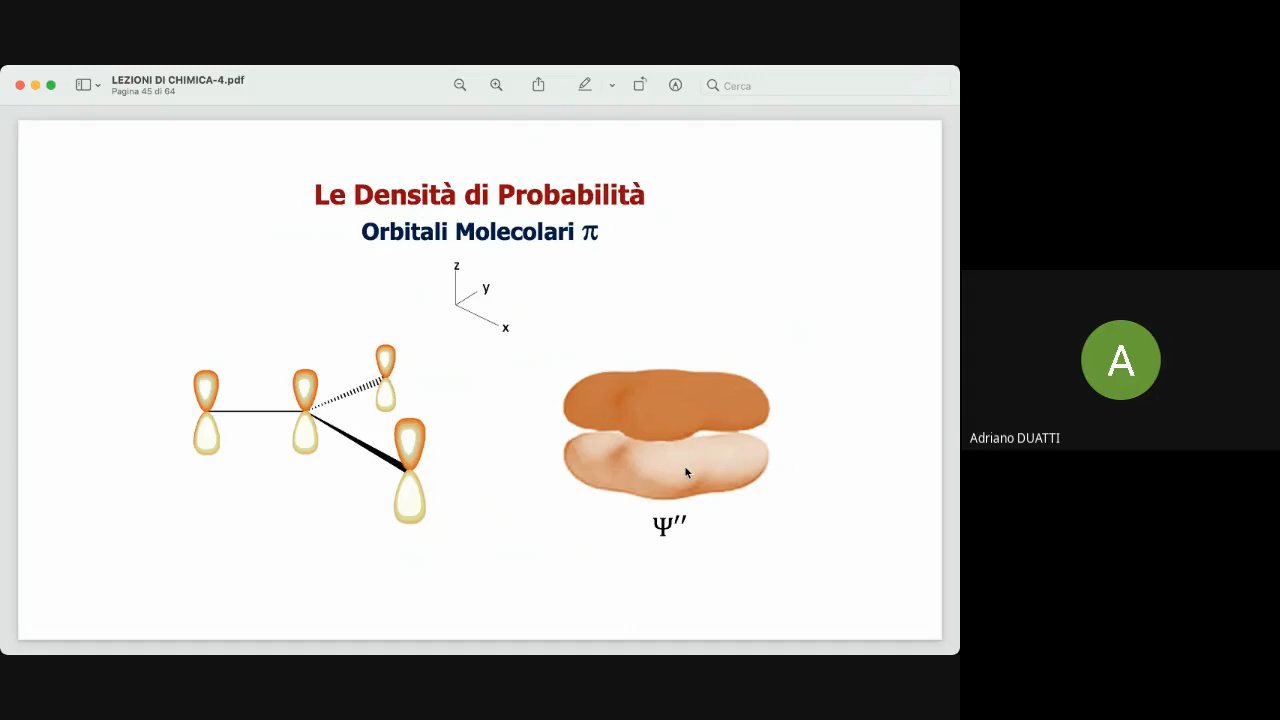 LEZIONI DI CHIMICA-4.pdf
Pagina 45 di 64
Cerca
Le Densità di Probabilità
Orbitali Molecolari π
z
y
x
Ψ′′
A
Adriano DUATTI